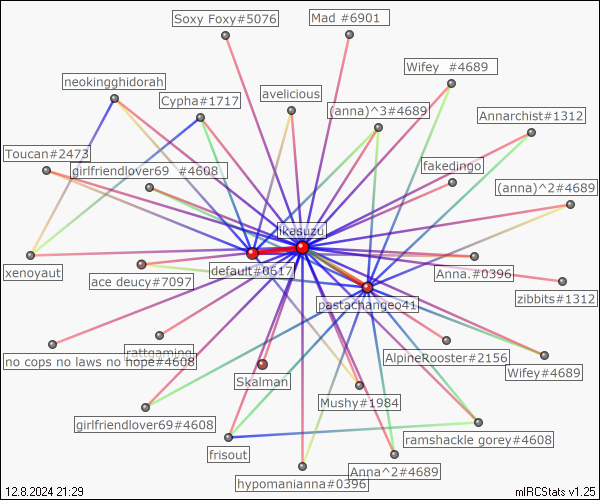 Soxy Foxy#5076
Mad #6901
Wifey #4689
neokingghidorah
Cypha#1717
avelicious
(anna)^3#4689
Annarchist#1312
Toucan#2473
girlfriendlover69 #4608
fakedingo
(anna)^2#4689
ikasuzu
xenoyaut
ace deucy#7097
default#0617
Anna.#0396
zibbits#1312
pastachangeo41
no cops no laws no hope#4608
rattgaming
AlpineRooster#2156
Wifey#4689
Skalman
Mushy#1984
girlfriendlover69#4608
frisout
ramshackle gorey#4608
hypomanianna#0396
Anna^2#4689
12.8.2024 21:29
mIRCStats v1.25